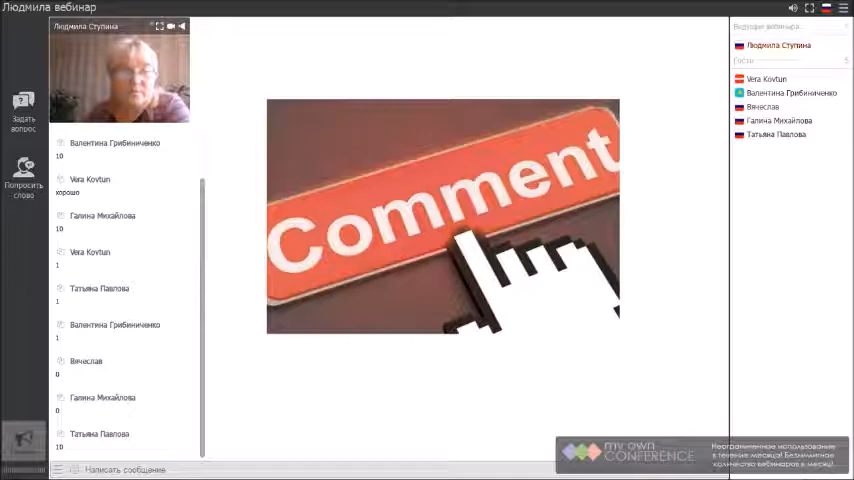 Людмила вебинар
Людмила Ступина
Задать
вопрос
Попросить
слово
Валентина Грибиниченко
10
Vera Kovtun
хорошо
Галина Михайлова
10
Vera Kovtun
1
Татьяна Павлова
1
Валентина Грибиниченко
1
Вячеслав
0
Галина Михайлова
0
Татьяна Павлова
10
Написать сообщение
Comment
Ведущие вебинара...
Людмила Ступина
Гости
5
Vera Kovtun
Валентина Грибиниченко
Вячеслав
Галина Михайлова
Татьяна Павлова
my own
CONFERENCE
Неограниченное использование
в течение месяца! Безлимитное
количество вебинаров в месяц!